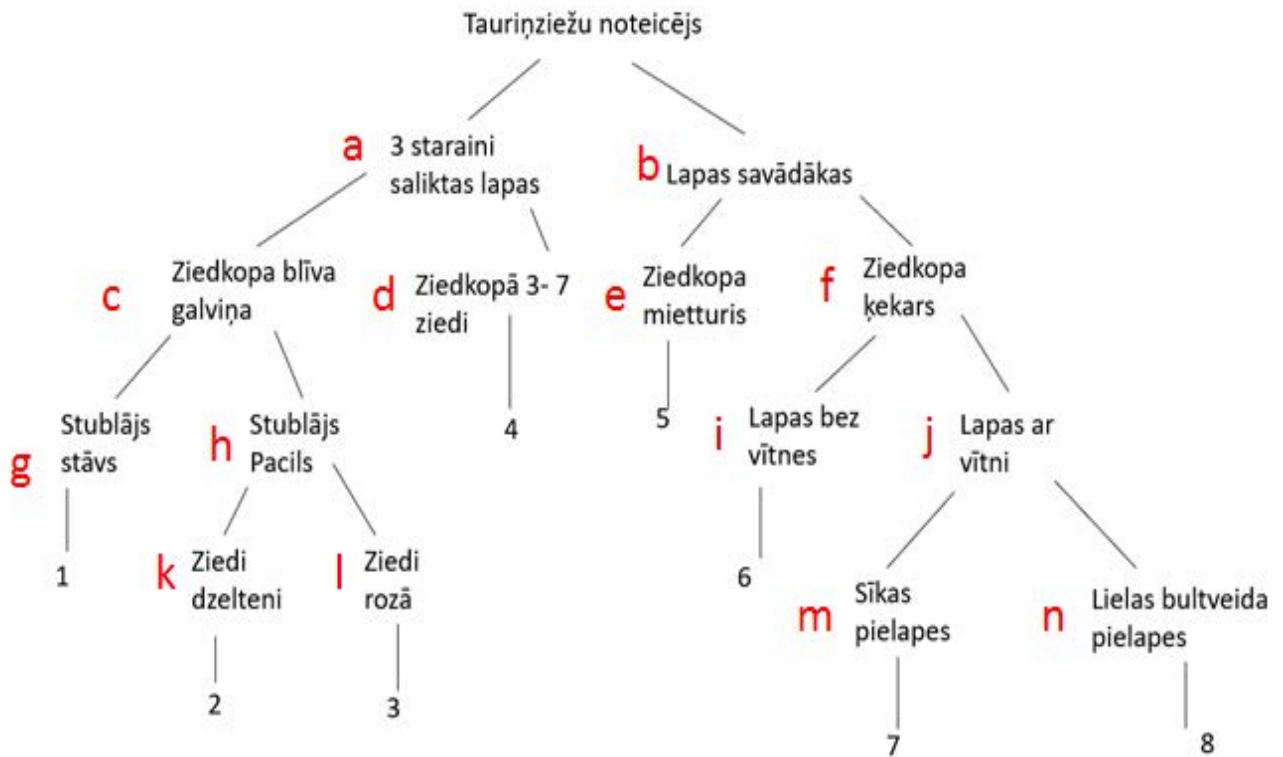 Tauriņziežu noteicējs
a
3 staraini
saliktas lapas
b
Lapas savādākas
c
Ziedkopa blīva
galviņa
d
Ziedkopā 3- 7
ziedi
e
Ziedkopa
mietturis
f
Ziedkopa
ķekars
g
Stublājs
stāvs
h
Stublājs
Pacils
4
5
i
Lapas bez
vītnes
j
Lapas ar
vītni
1
k
Ziedi
dzelteni
l
Ziedi
rozā
6
m
Sīkas
pielapes
n
Lielas bultveida
pielapes
2
3
7
8